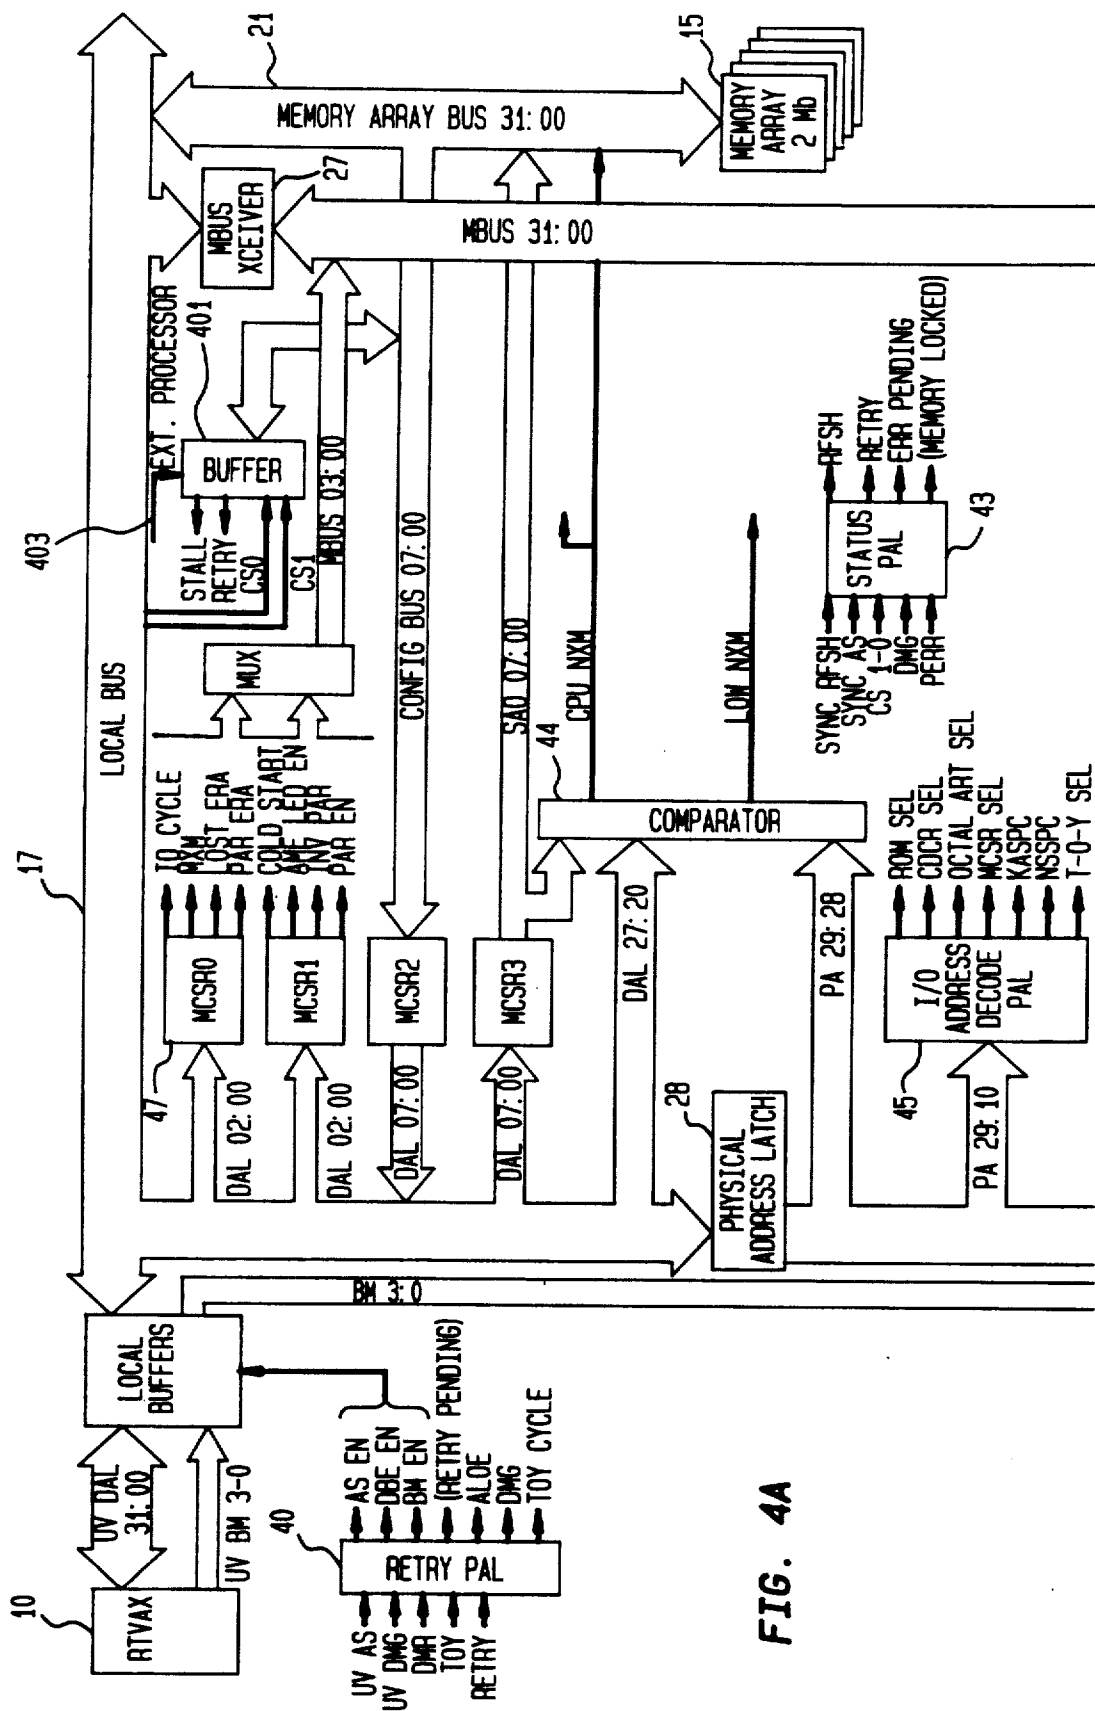 10
RTVAX
UV DAL
31:00
UV BM 3-0
LOCAL
BUFFERS
17
LOCAL BUS
BM 3:0
40
UV AS
UV DMG
DMR
TOY
RETRY
RETRY PAL
AS EN
DBE EN
BM EN
(RETRY PENDING)
ALOE
DMG
TOY CYCLE
47
DAL 02:00
MCSR0
IO CYCLE
MXM
LOST ERA
PAR ERA
DAL 02:00
MCSR1
COLD START
AME LED EN
INV PAR
PAR EN
MUX
MBUS 03:00
DAL 07:00
MCSR2
CONFIG BUS 07:00
DAL 07:00
MCSR3
SAO 07:00
403
EXT. PROCESSOR
401
BUFFER
STALL
RETRY
CS0
CS1
MBUS
XCEIVER
27
21
MEMORY ARRAY BUS 31:00
MBUS 31:00
15
MEMORY
ARRAY
2 Mb
DAL 27:20
44
COMPARATOR
CPU NXM
LOW NXM
28
PHYSICAL
ADDRESS LATCH
PA 29:28
45
PA 29:10
I/O
ADDRESS
DECODE
PAL
ROM SEL
CDCR SEL
OCTAL ART SEL
MCSR SEL
KASPC
NSSPC
T-O-Y SEL
SYNC RFSH
SYNC AS
CS 1-0
DMG
PERR
STATUS
PAL
43
RFSH
RETRY
ERR PENDING
(MEMORY LOCKED)
FIG. 4A